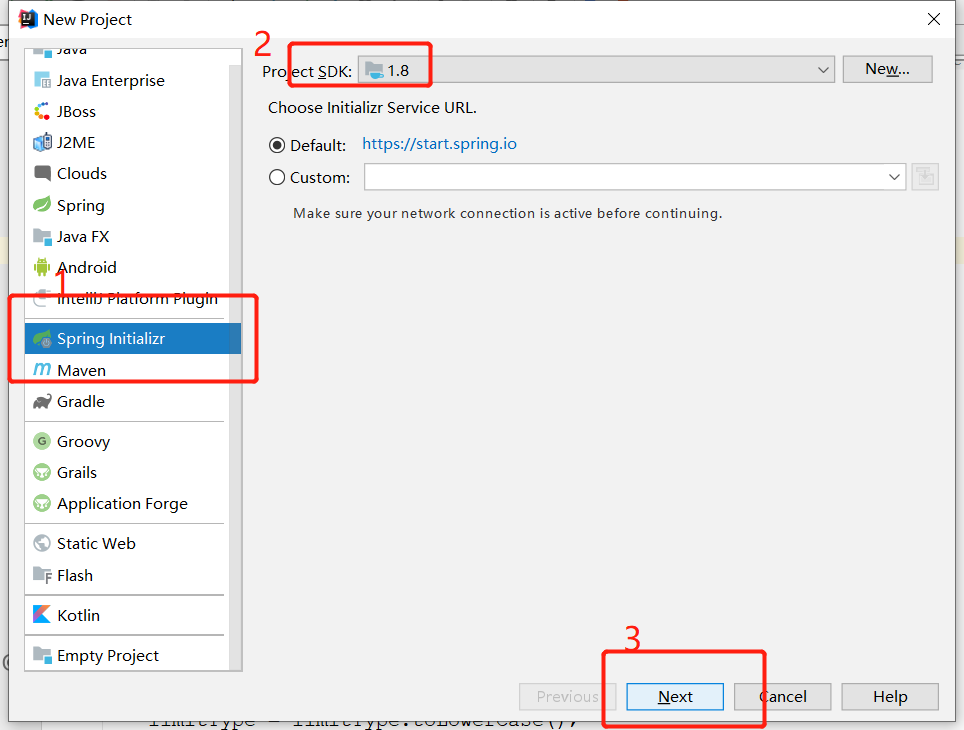 New Project
Java
Java Enterprise
JBoss
J2ME
Clouds
Spring
Java FX
Android
IntelliJ Platform Plugin
Spring Initializr
Maven
Gradle
Groovy
Grails
Application Forge
Static Web
Flash
Kotlin
Empty Project
1
2
Project SDK: 1.8
New...
Choose Initializr Service URL.
Default: https://start.spring.io
Custom:
Make sure your network connection is active before continuing.
3
Previous
Next
Cancel
Help
limitType = limitType.toLowerCase();